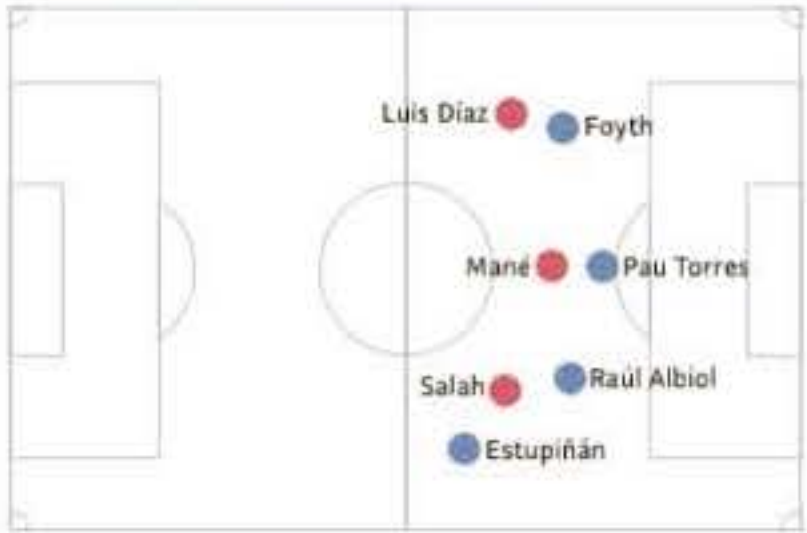 Luis Díaz
Foyth
Mané
Pau Torres
Salah
Raúl Albiol
Estupiñán